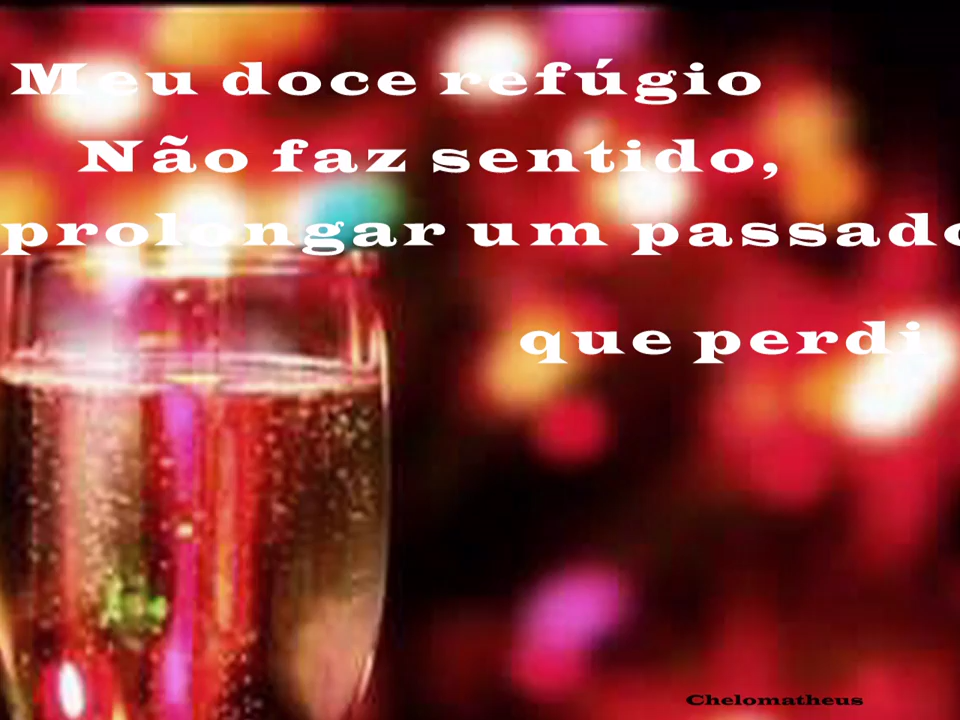 Meu doce refúgio
Não faz sentido,
prolongar um passado
que perdi
Chelomatheus